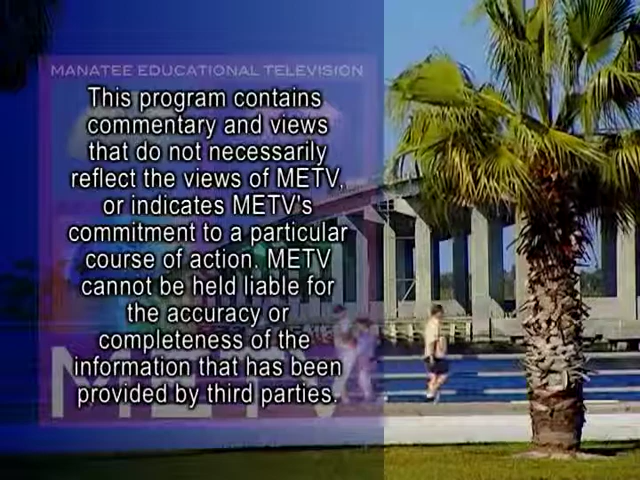 MANATEE EDUCATIONAL TELEVISION
This program contains
commentary and views
that do not necessarily
reflect the views of METV,
or indicates METV's
commitment to a particular
course of action. METV
cannot be held liable for
the accuracy or
completeness of the
information that has been
provided by third parties.
METV